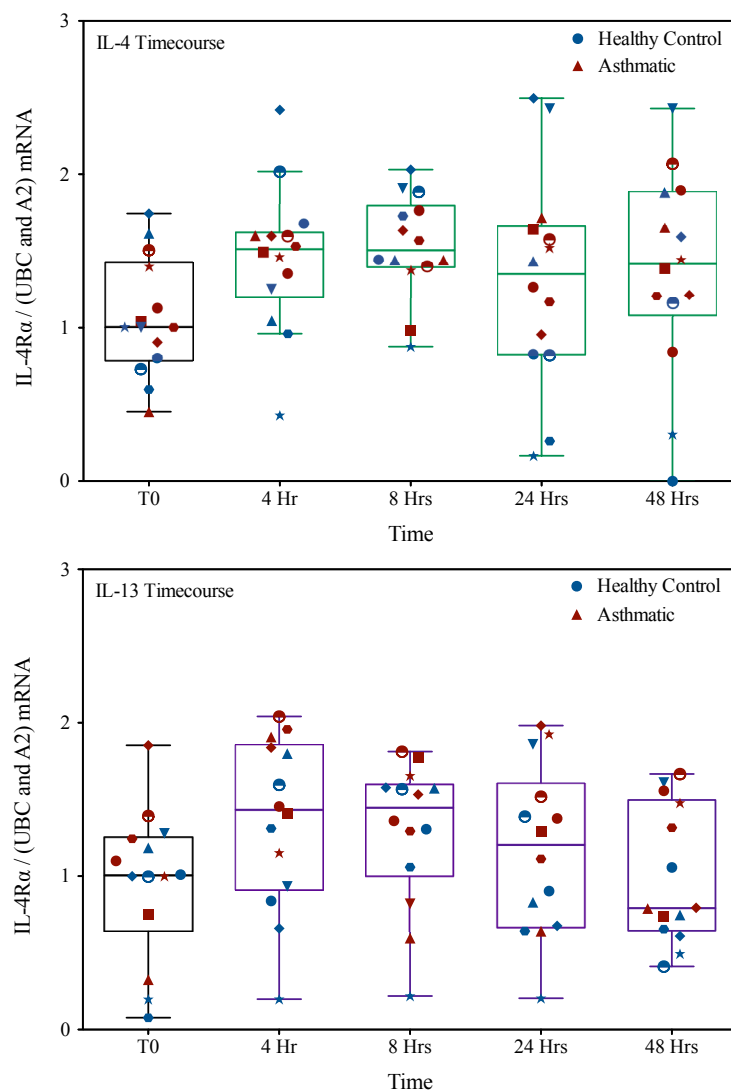 3
IL-4 Timecourse
Healthy Control
Asthmatic
2
1
0
IL-4Rα / (UBC and A2) mRNA
T0 4 Hr 8 Hrs 24 Hrs 48 Hrs
Time
3
IL-13 Timecourse
Healthy Control
Asthmatic
2
1
0
IL-4Rα / (UBC and A2) mRNA
T0 4 Hr 8 Hrs 24 Hrs 48 Hrs
Time